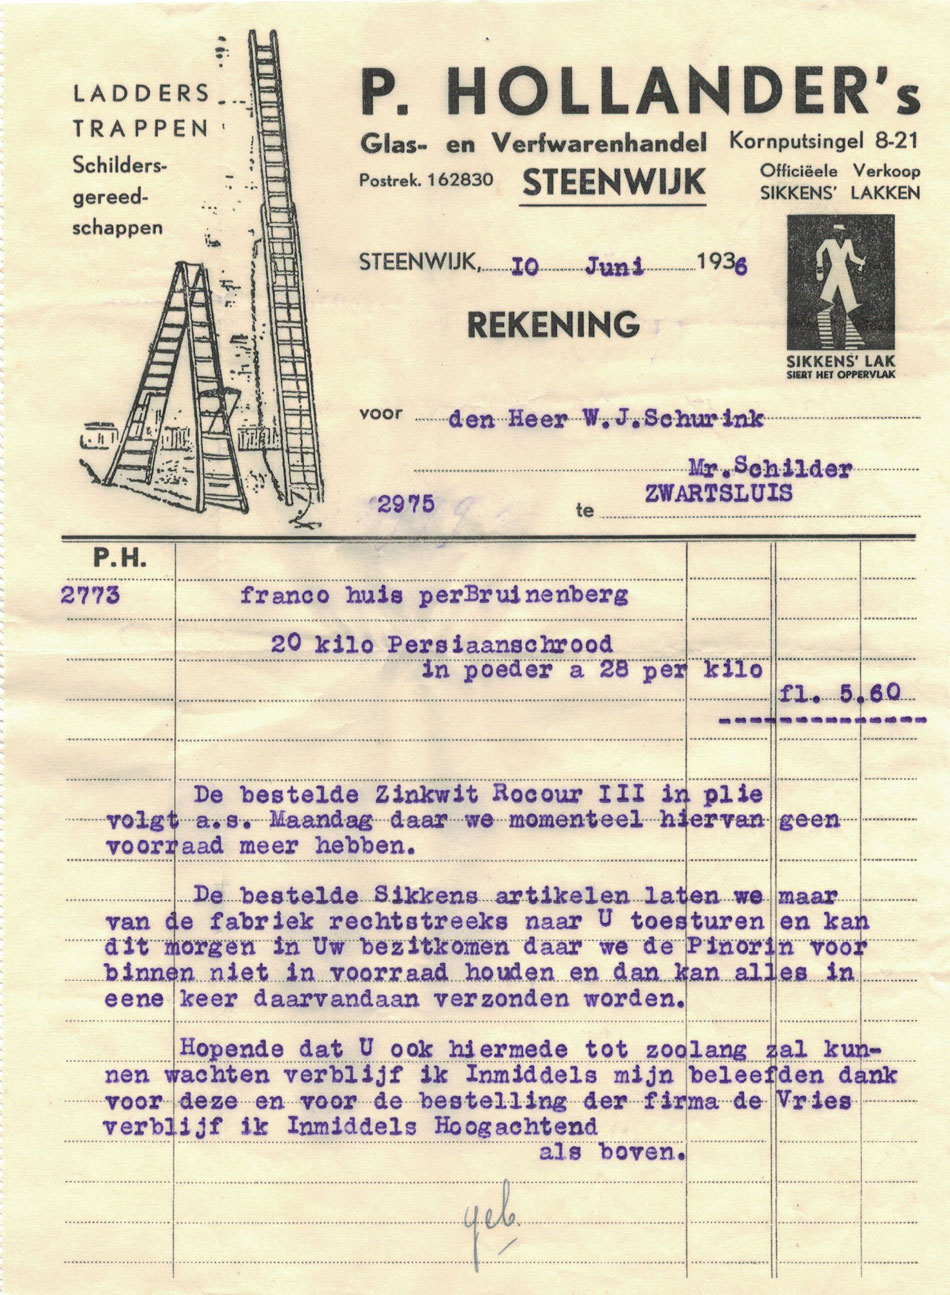 LADDERS
TRAPPEN
Schilders-
gereed-
schappen
P. HOLLANDER's
Glas- en Verfwarenhandel Kornputsingel 8-21
Postrek. 162830 STEENWIJK
Officiëele Verkoop
SIKKENS' LAKKEN
STEENWIJK, 10 Juni 1936
REKENING
SIKKENS' LAK
SIERT HET OPPERVLAK
voor den Heer W.J.Schurink
Mr.Schilder
2975 te ZWARTSLUIS
P.H.
2773 franco huis perBruinenberg
20 kilo Persiaanschrood
in poeder a 28 per kilo
fl. 5.60
De bestelde Zinkwit Rocour III in plie
volgt a.s. Maandag daar we momenteel hiervan geen
voorraad meer hebben.
De bestelde Sikkens artikelen laten we maar
van de fabriek rechtstreeks naar U toesturen en kan
dit morgen in Uw bezitkomen daar we de Pinorin voor
binnen niet in voorraad houden en dan kan alles in
eene keer daarvandaan verzonden worden.
Hopende dat U ook hiermede tot zoolang zal kun-
nen wachten verblijf ik Inmiddels mijn beleefden dank
voor deze en voor de bestelling der firma de Vries
verblijf ik Inmiddels Hoogachtend
als boven.